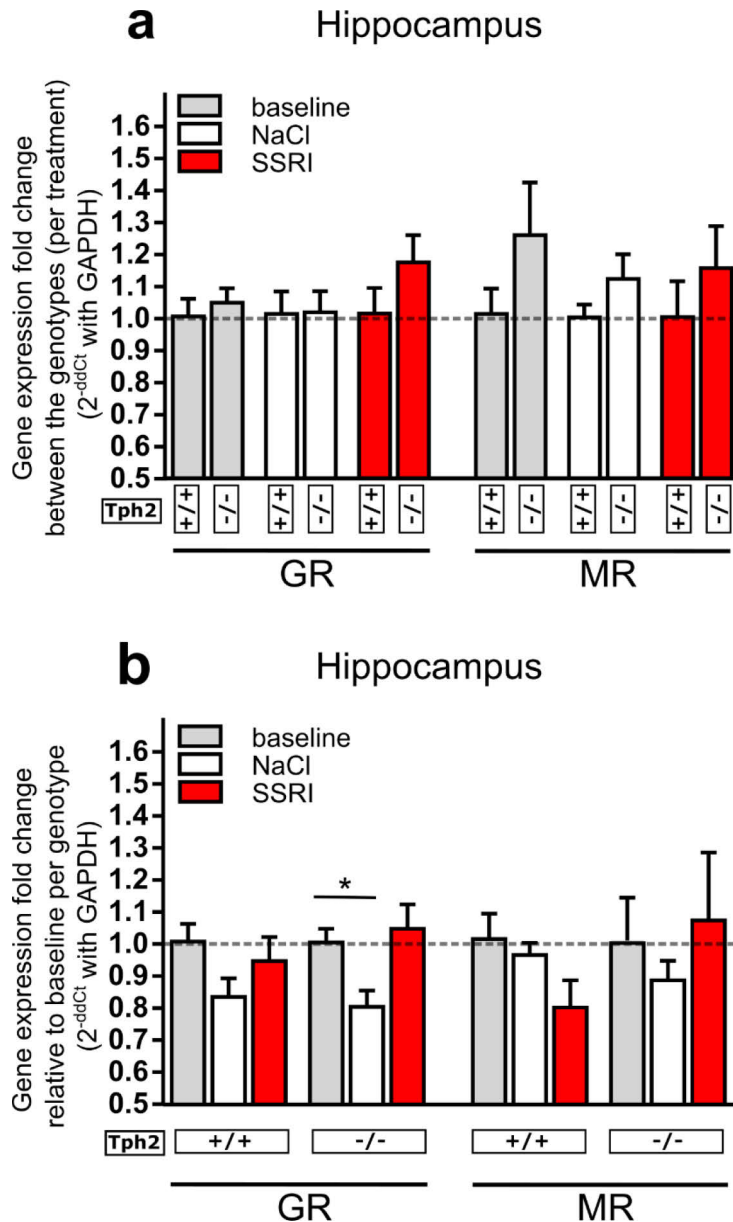 a Hippocampus
Gene expression fold change
between the genotypes (per treatment)
(2^-ddCt with GAPDH)
baseline
NaCl
SSRI
1.6
1.5
1.4
1.3
1.2
1.1
1.0
0.9
0.8
0.7
0.6
0.5
Tph2 +/+ -/- +/+ -/- +/+ -/- +/+ -/- +/+ -/- +/+ -/-
GR MR
b Hippocampus
Gene expression fold change
relative to baseline per genotype
(2^-ddCt with GAPDH)
baseline
NaCl
SSRI
1.6
1.5
1.4
1.3
1.2
1.1
1.0
0.9
0.8
0.7
0.6
0.5
*
Tph2 +/+ -/- +/+ -/-
GR MR